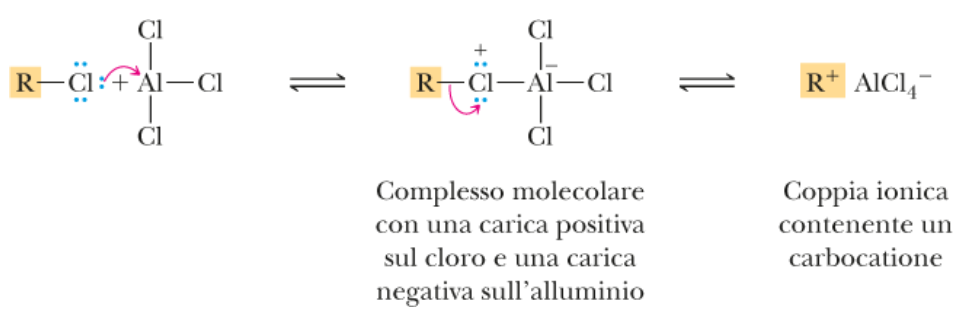 Cl Cl
R—Cl + Al—Cl ⇌ R—Cl⁺—Al⁻—Cl ⇌ R⁺ AlCl₄⁻
Cl Cl
Complesso molecolare
con una carica positiva
sul cloro e una carica
negativa sull'alluminio
Coppia ionica
contenente un
carbocatione